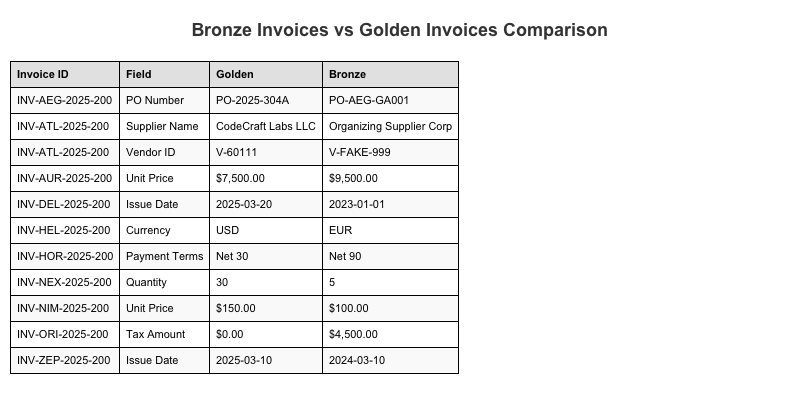 Bronze Invoices vs Golden Invoices Comparison
Invoice ID Field Golden Bronze
INV-AEG-2025-200 PO Number PO-2025-304A PO-AEG-GA001
INV-ATL-2025-200 Supplier Name CodeCraft Labs LLC Organizing Supplier Corp
INV-ATL-2025-200 Vendor ID V-60111 V-FAKE-999
INV-AUR-2025-200 Unit Price $7,500.00 $9,500.00
INV-DEL-2025-200 Issue Date 2025-03-20 2023-01-01
INV-HEL-2025-200 Currency USD EUR
INV-HOR-2025-200 Payment Terms Net 30 Net 90
INV-NEX-2025-200 Quantity 30 5
INV-NIM-2025-200 Unit Price $150.00 $100.00
INV-ORI-2025-200 Tax Amount $0.00 $4,500.00
INV-ZEP-2025-200 Issue Date 2025-03-10 2024-03-10